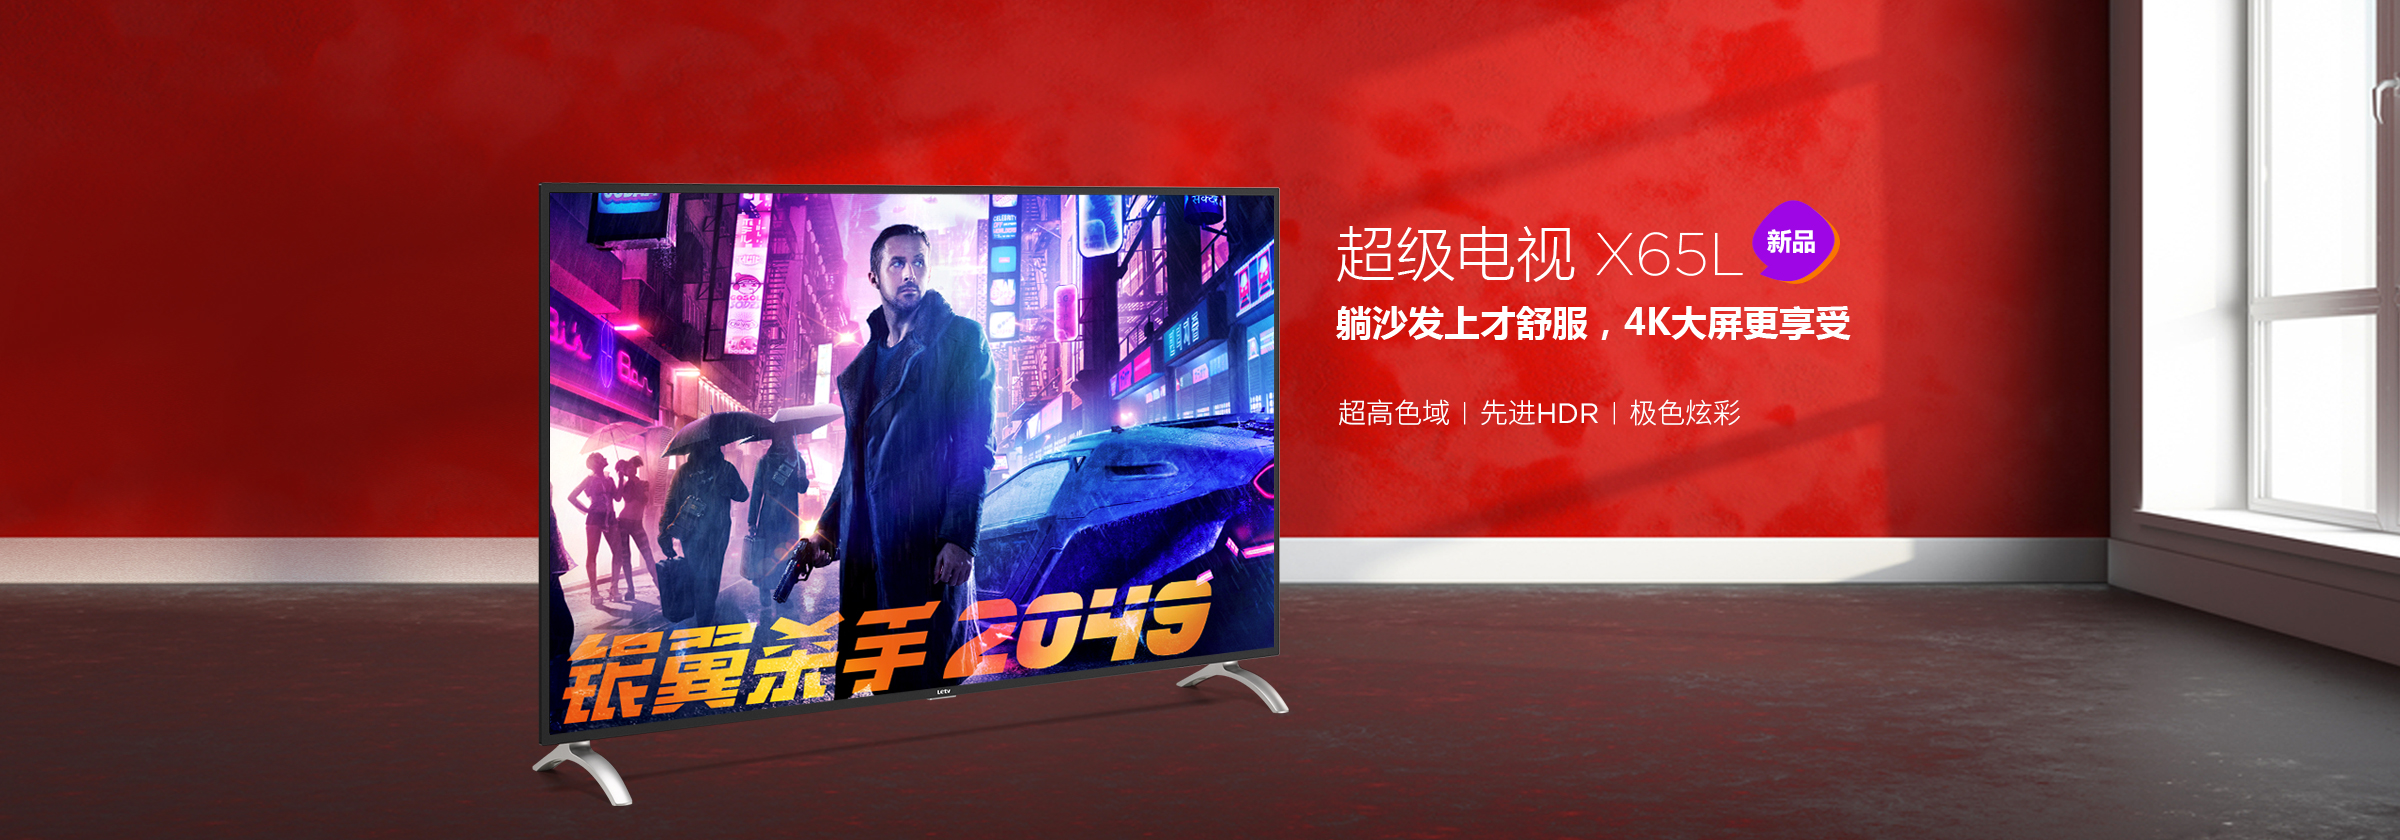 超级电视 X65L
新品
躺沙发上才舒服，4K大屏更享受
超高色域 | 先进HDR | 极色炫彩
银翼杀手 2049
Letv